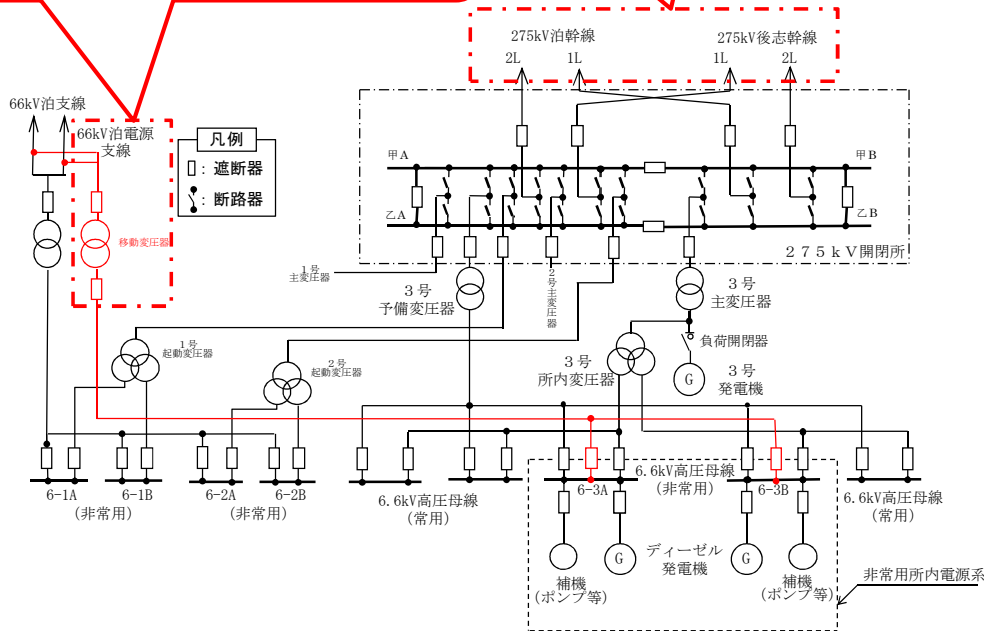 275kV泊幹線
275kV後志幹線
2L
1L
1L
2L
66kV泊支線
66kV泊電源
支線
凡例
：遮断器
：断路器
甲A
甲B
乙A
乙B
275kV開閉所
移動変圧器
1号
主変圧器
3号
予備変圧器
2号主変圧器
3号
主変圧器
負荷開閉器
G
3号
発電機
1号
起動変圧器
2号
起動変圧器
3号
所内変圧器
6-1A
6-1B
(非常用)
6-2A
6-2B
(非常用)
6.6kV高圧母線
(常用)
6-3A
6.6kV高圧母線
(非常用)
6-3B
6.6kV高圧母線
(常用)
補機
(ポンプ等)
G
ディーゼル
発電機
G
補機
(ポンプ等)
非常用所内電源系